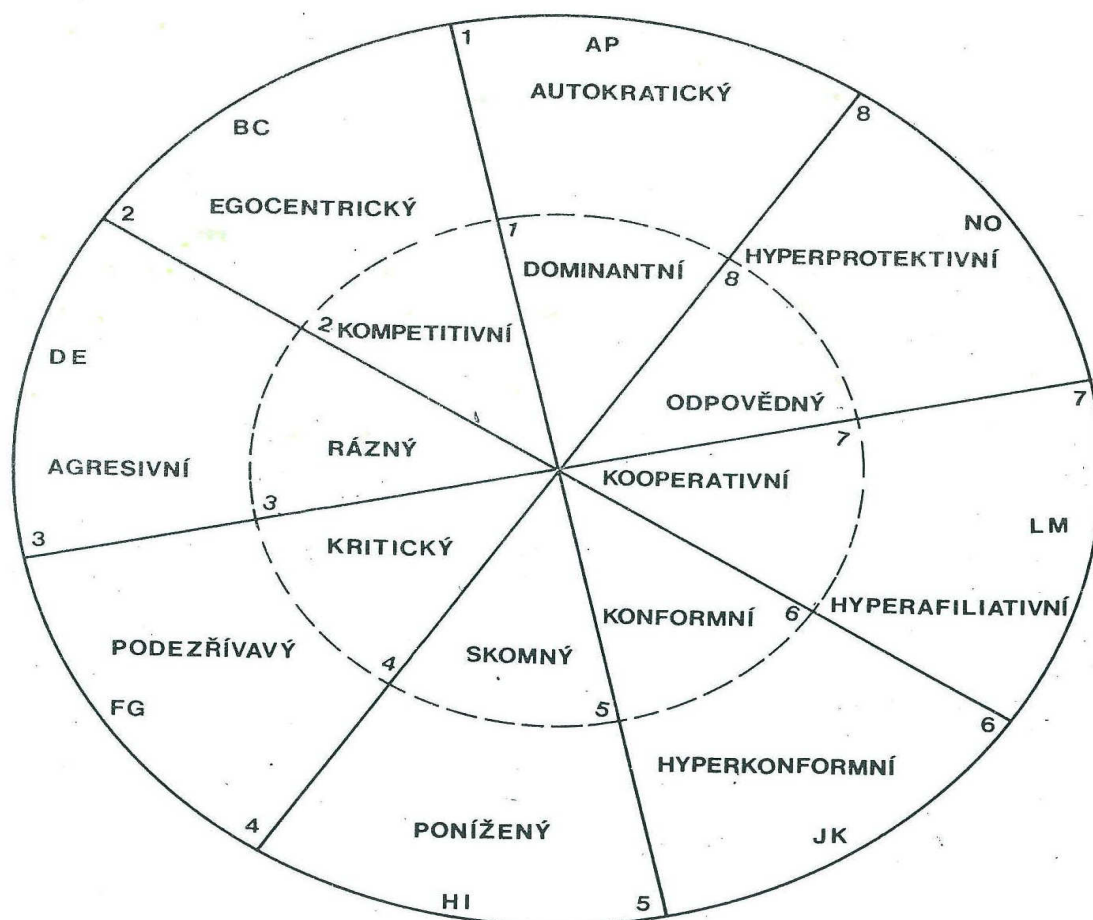 1
AP
AUTOKRATICKÝ
8
BC
EGOCENTRICKÝ
2
NO
HYPERPROTEKTIVNÍ
1
DOMINANTNÍ
8
2
KOMPETITIVNÍ
DE
AGRESIVNÍ
3
RÁZNÝ
3
ODPOVĚDNÝ
7
7
KOOPERATIVNÍ
LM
HYPERAFILIATIVNÍ
KRITICKÝ
KONFORMNÍ
6
6
PODEZŘÍVAVÝ
FG
4
4
SKOMNÝ
5
HYPERKONFORMNÍ
JK
PONÍŽENÝ
HI
5